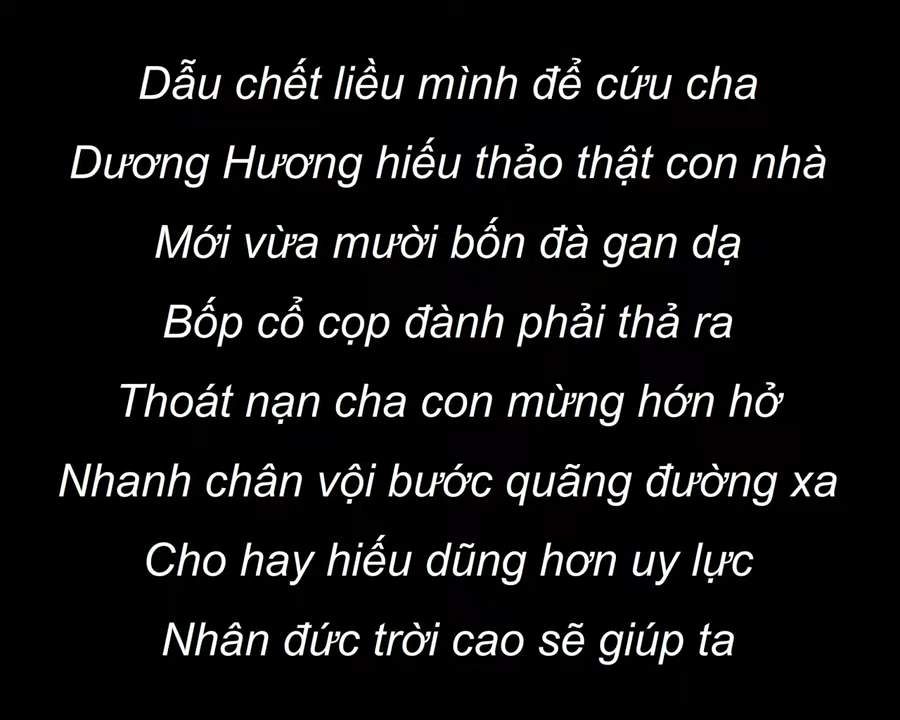 Dẫu chết liều mình để cứu cha
Dương Hương hiếu thảo thật con nhà
Mới vừa mười bốn đà gan dạ
Bốp cổ cọp đành phải thả ra
Thoát nạn cha con mừng hớn hở
Nhanh chân vội bước quãng đường xa
Cho hay hiếu dũng hơn uy lực
Nhân đức trời cao sẽ giúp ta